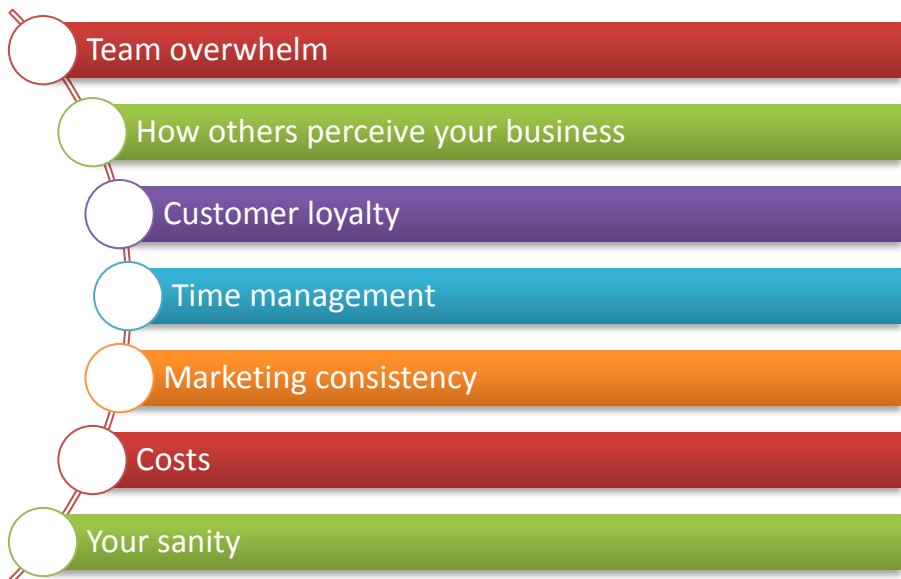 Team overwhelm
How others perceive your business
Customer loyalty
Time management
Marketing consistency
Costs
Your sanity